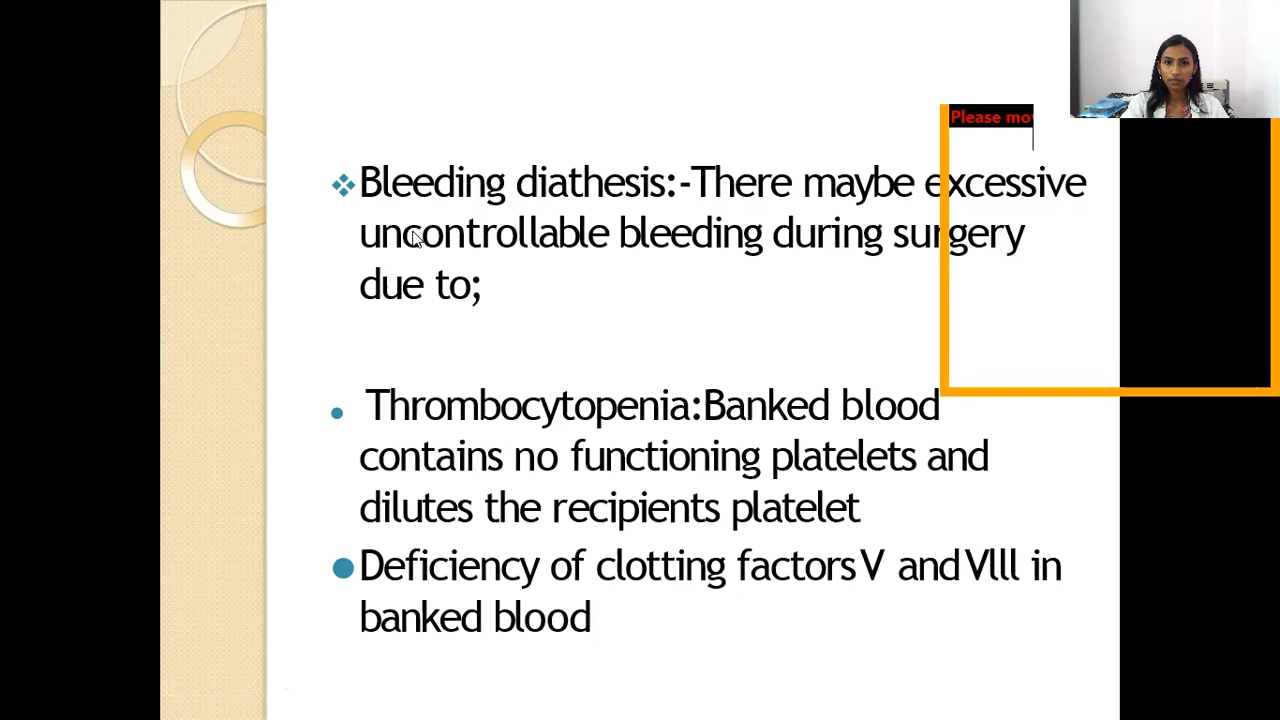 Please mo
Bleeding diathesis:-There maybe excessive
uncontrollable bleeding during surgery
due to;
Thrombocytopenia:Banked blood
contains no functioning platelets and
dilutes the recipients platelet
Deficiency of clotting factors V and Vlll in
banked blood